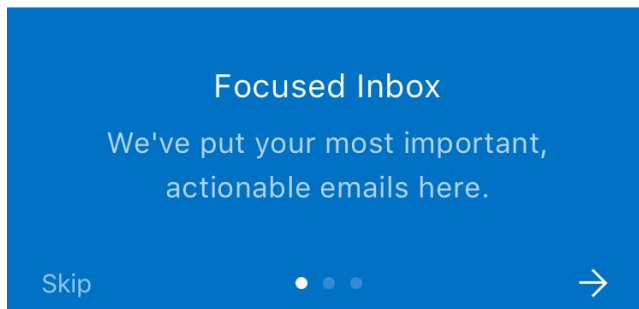 Focused Inbox
We've put your most important,
actionable emails here.
Skip